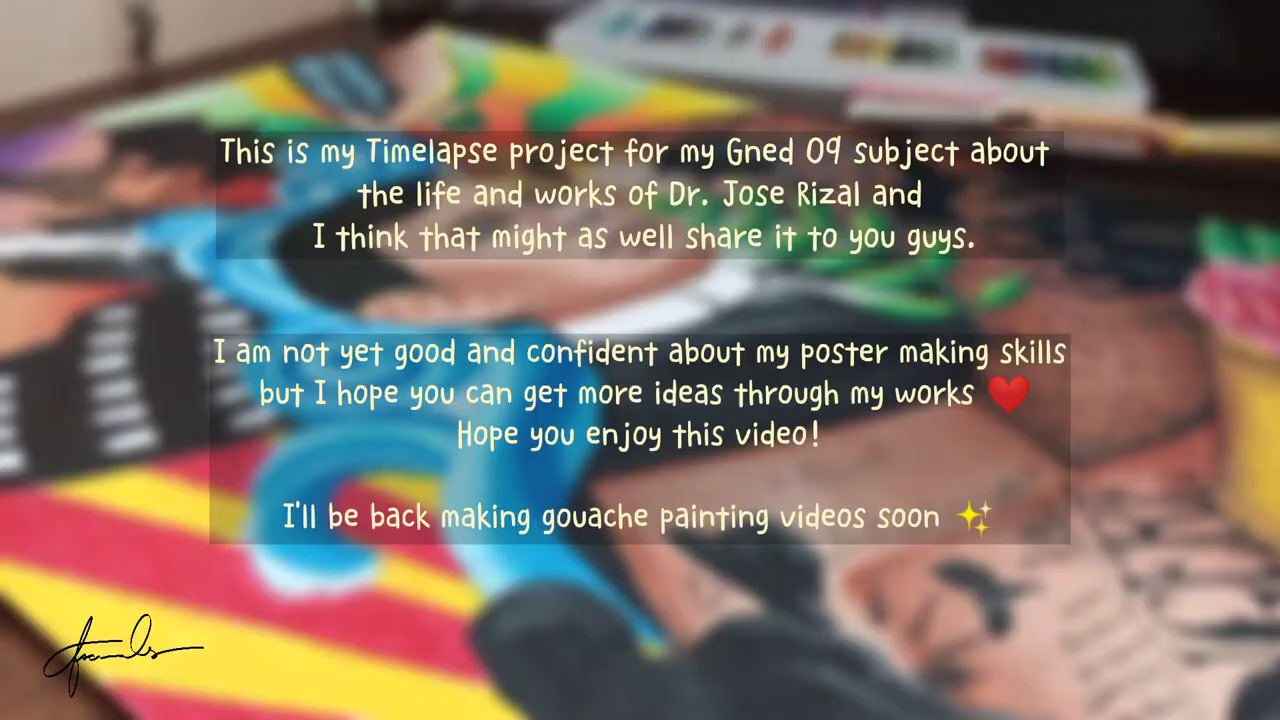 This is my Timelapse project for my Gned 09 subject about
the life and works of Dr. Jose Rizal and
I think that might as well share it to you guys.
I am not yet good and confident about my poster making skills
but I hope you can get more ideas through my works ❤️
Hope you enjoy this video!
I'll be back making gouache painting videos soon ✨